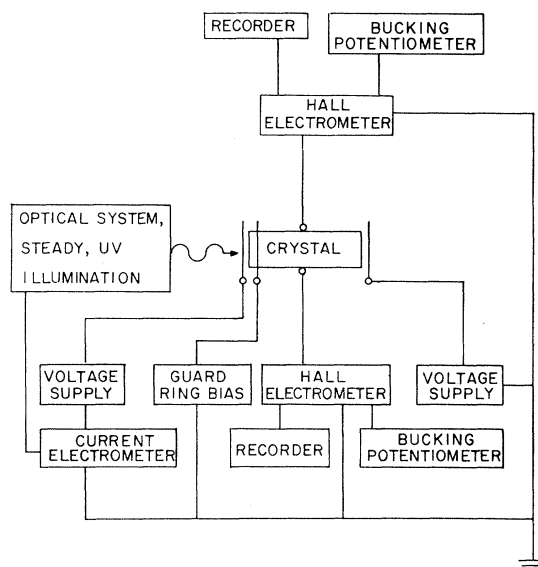 RECORDER
BUCKING
POTENTIOMETER
HALL
ELECTROMETER
OPTICAL SYSTEM,
STEADY, UV
ILLUMINATION
CRYSTAL
VOLTAGE
SUPPLY
GUARD
RING BIAS
HALL
ELECTROMETER
VOLTAGE
SUPPLY
CURRENT
ELECTROMETER
RECORDER
BUCKING
POTENTIOMETER